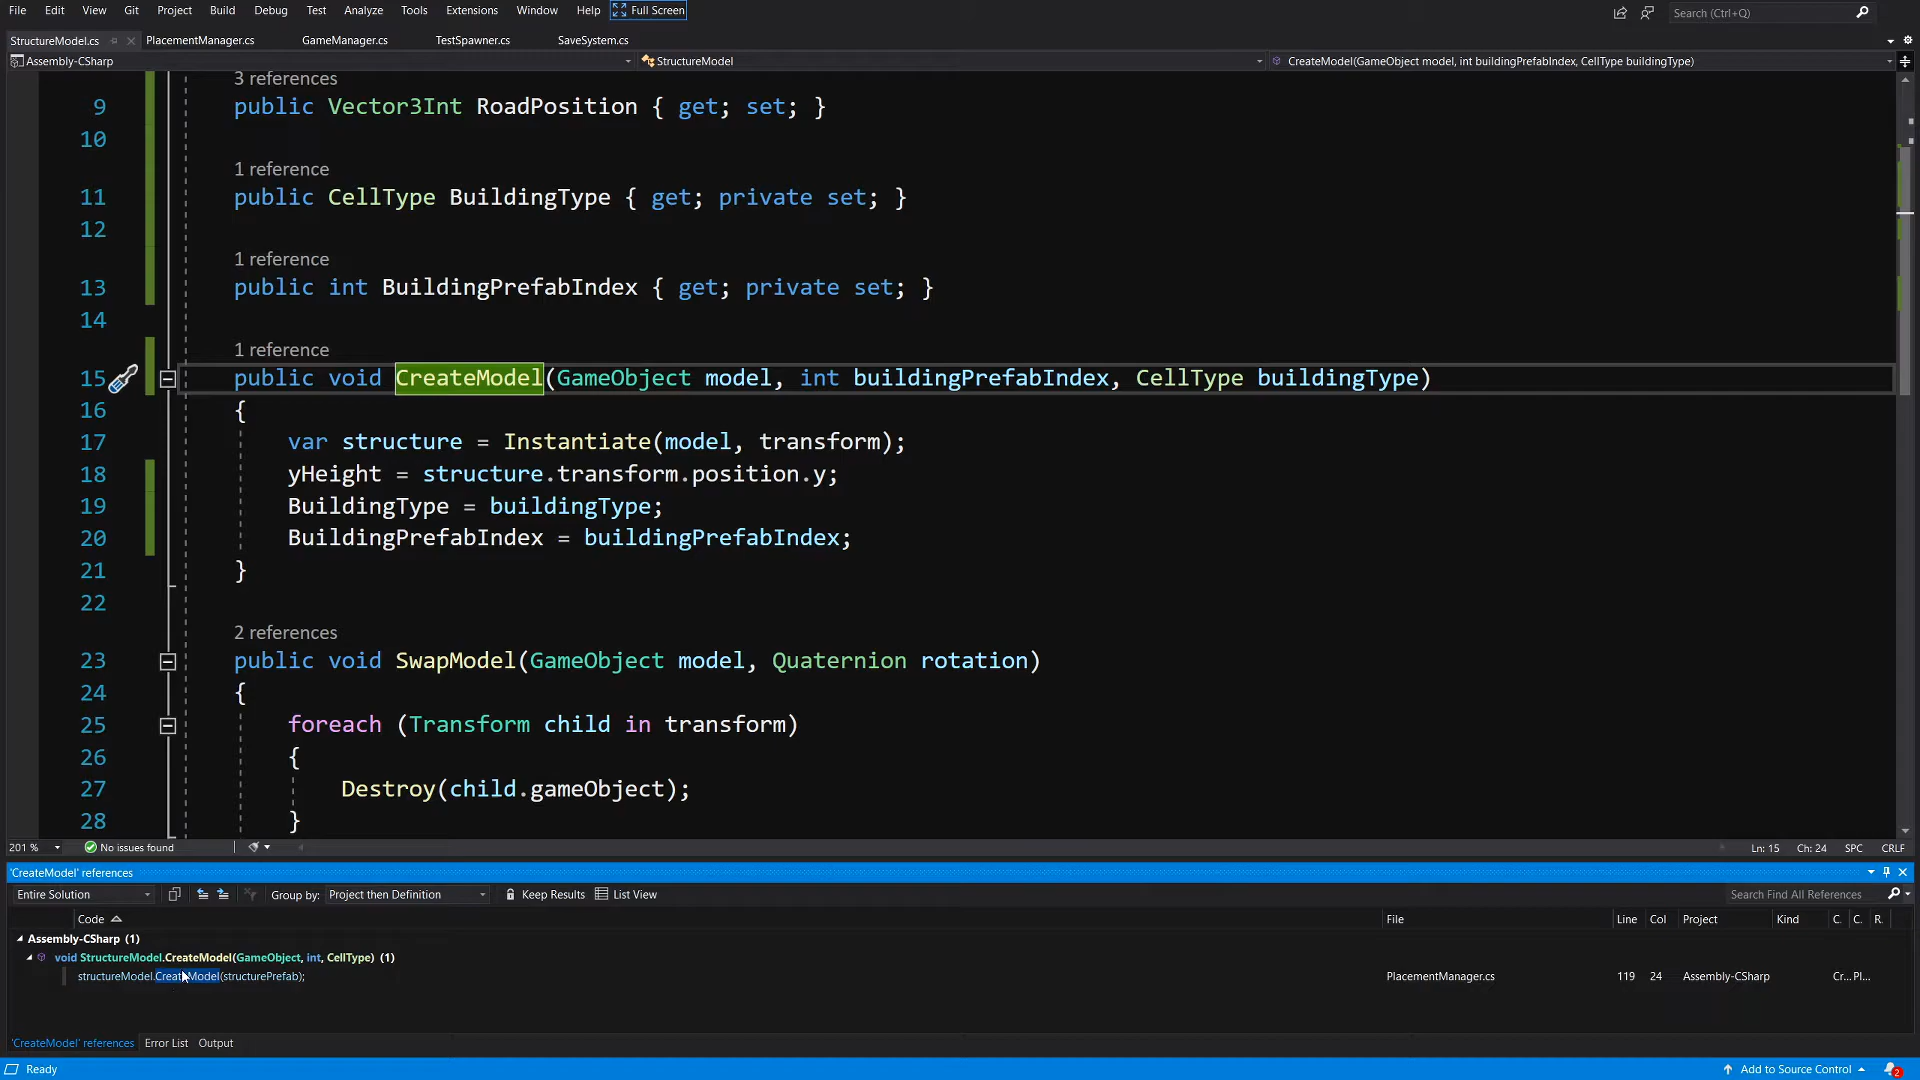 File Edit View Git Project Build Debug Test Analyze Tools Extensions Window Help Full Screen Search (Ctrl+Q)
StructureModel.cs PlacementManager.cs GameManager.cs TestSpawner.cs SaveSystem.cs
Assembly-CSharp StructureModel CreateModel(GameObject model, int buildingPrefabIndex, CellType buildingType)
3 references
9 public Vector3Int RoadPosition { get; set; }
10
1 reference
11 public CellType BuildingType { get; private set; }
12
1 reference
13 public int BuildingPrefabIndex { get; private set; }
14
1 reference
15 public void CreateModel(GameObject model, int buildingPrefabIndex, CellType buildingType)
16 {
17 var structure = Instantiate(model, transform);
18 yHeight = structure.transform.position.y;
19 BuildingType = buildingType;
20 BuildingPrefabIndex = buildingPrefabIndex;
21 }
22
2 references
23 public void SwapModel(GameObject model, Quaternion rotation)
24 {
25 foreach (Transform child in transform)
26 {
27 Destroy(child.gameObject);
28 }
201 % No issues found Ln: 15 Ch: 24 SPC CRLF
'CreateModel' references
Entire Solution Group by: Project then Definition Keep Results List View Search Find All References
Code File Line Col Project Kind C. C. R.
Assembly-CSharp (1)
void StructureModel.CreateModel(GameObject, int, CellType) (1)
structureModel.CreateModel(structurePrefab); PlacementManager.cs 119 24 Assembly-CSharp Cr... Pl...
'CreateModel' references Error List Output
Ready Add to Source Control 2